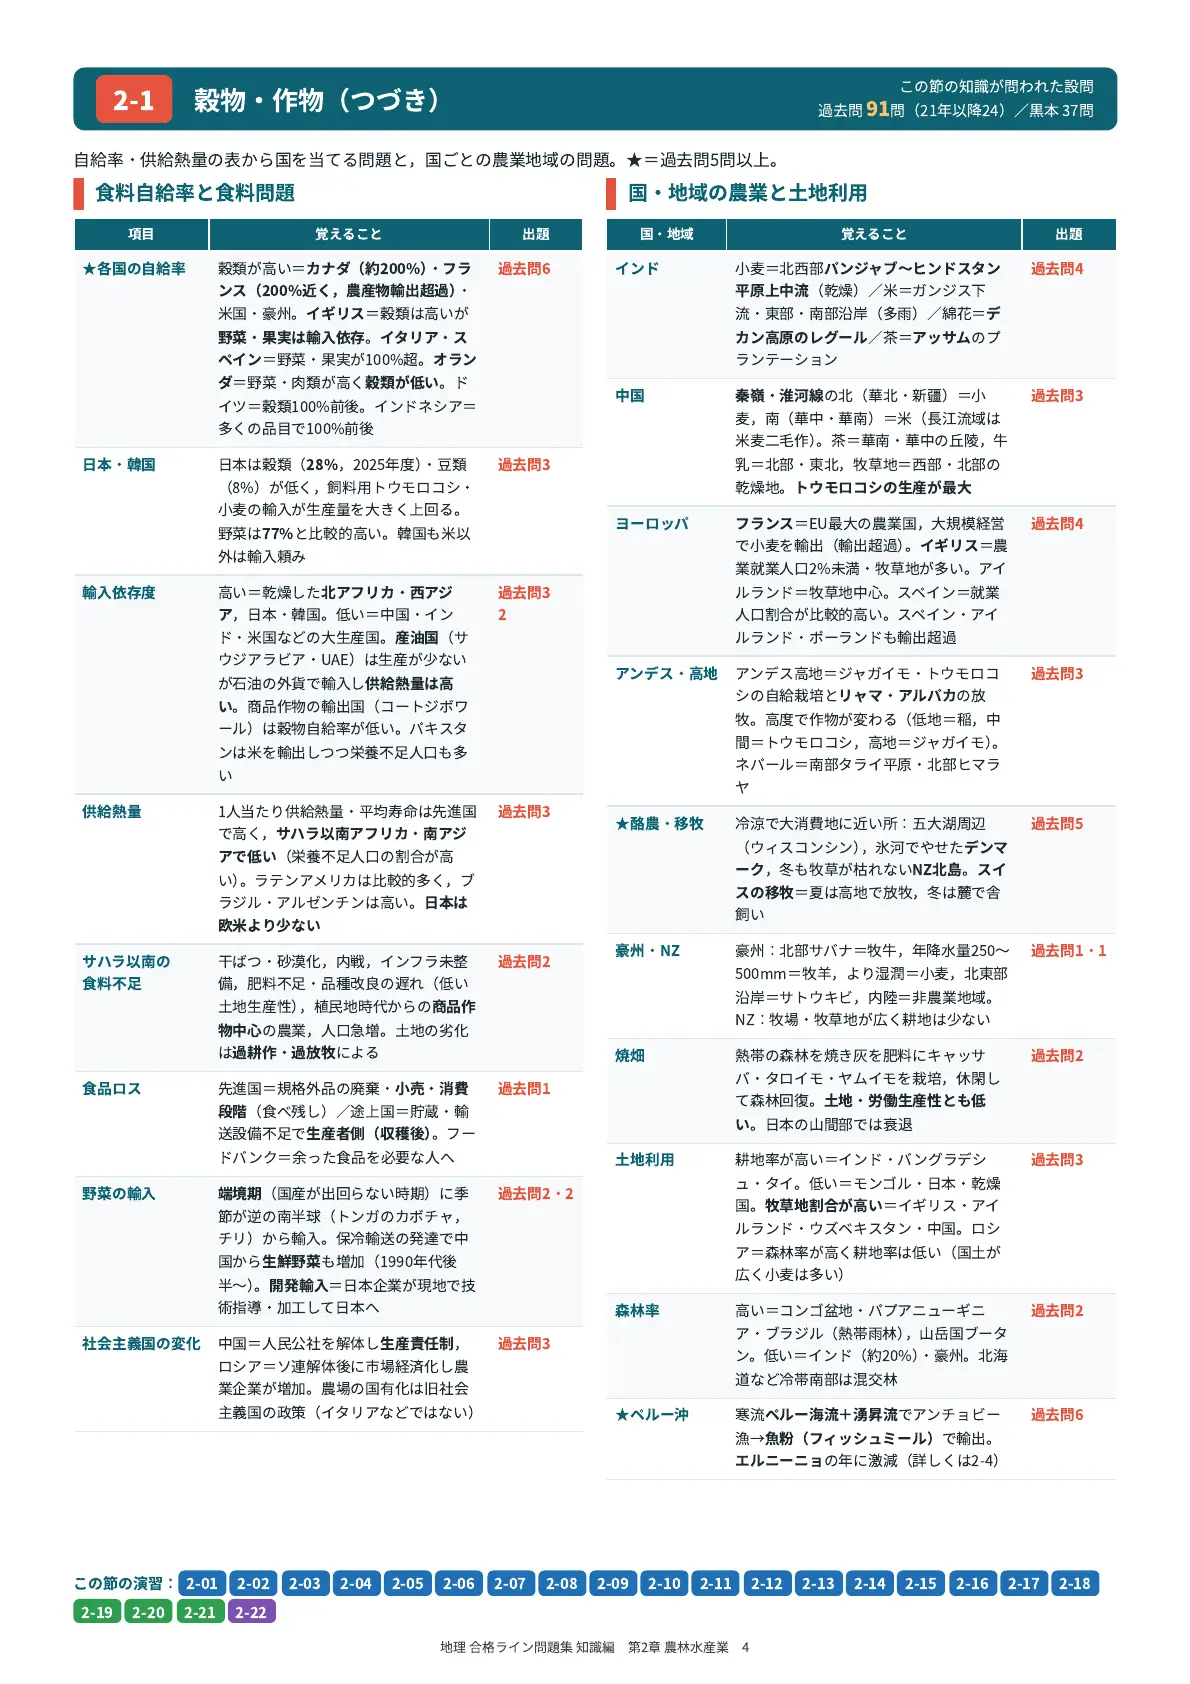 2-1 穀物・作物（つづき）
この節の知識が問われた設問
過去問 91問（21年以降24）／黒本 37問
自給率・供給熱量の表から国を当てる問題と，国ごとの農業地域の問題。★＝過去問5問以上。
食料自給率と食料問題
項目 覚えること 出題
★各国の自給率 穀類が高い＝カナダ（約200%）・フラ 過去問6
ンス（200%近く，農産物輸出超過）・
米国・豪州。イギリス＝穀類は高いが
野菜・果実は輸入依存。イタリア・ス
ペイン＝野菜・果実が100%超。オラン
ダ＝野菜・肉類が高く穀類が低い。ド
イツ＝穀類100%前後。インドネシア＝
多くの品目で100%前後
日本・韓国 日本は穀類（28%，2025年度）・豆類 過去問3
（8%）が低く，飼料用トウモロコシ・
小麦の輸入が生産量を大きく上回る。
野菜は77%と比較的高い。韓国も米以
外は輸入頼み
輸入依存度 高い＝乾燥した北アフリカ・西アジ 過去問3
ア，日本・韓国。低い＝中国・イン 2
ド・米国などの大生産国。産油国（サ
ウジアラビア・UAE）は生産が少ない
が石油の外貨で輸入し供給熱量は高
い。商品作物の輸出国（コートジボワ
ール）は穀物自給率が低い。パキスタ
ンは米を輸出しつつ栄養不足人口も多
い
供給熱量 1人当たり供給熱量・平均寿命は先進国 過去問3
で高く，サハラ以南アフリカ・南アジ
アで低い（栄養不足人口の割合が高
い）。ラテンアメリカは比較的多く，ブ
ラジル・アルゼンチンは高い。日本は
欧米より少ない
サハラ以南の 干ばつ・砂漠化，内戦，インフラ未整 過去問2
食料不足 備，肥料不足・品種改良の遅れ（低い
土地生産性），植民地時代からの商品作
物中心の農業，人口急増。土地の劣化
は過耕作・過放牧による
食品ロス 先進国＝規格外品の廃棄・小売・消費 過去問1
段階（食べ残し）／途上国＝貯蔵・輸
送設備不足で生産者側（収穫後）。フー
ドバンク＝余った食品を必要な人へ
野菜の輸入 端境期（国産が出回らない時期）に季 過去問2・2
節が逆の南半球（トンガのカボチャ，
チリ）から輸入。保冷輸送の発達で中
国から生鮮野菜も増加（1990年代後
半〜）。開発輸入＝日本企業が現地で技
術指導・加工して日本へ
社会主義国の変化 中国＝人民公社を解体し生産責任制， 過去問3
ロシア＝ソ連解体後に市場経済化し農
業企業が増加。農場の国有化は旧社会
主義国の政策（イタリアなどではない）
国・地域の農業と土地利用
国・地域 覚えること 出題
インド 小麦＝北西部パンジャブ〜ヒンドスタン 過去問4
平原上中流（乾燥）／米＝ガンジス下
流・東部・南部沿岸（多雨）／綿花＝デ
カン高原のレグール／茶＝アッサムのプ
ランテーション
中国 秦嶺・淮河線の北（華北・新疆）＝小 過去問3
麦，南（華中・華南）＝米（長江流域は
米麦二毛作）。茶＝華南・華中の丘陵，牛
乳＝北部・東北，牧草地＝西部・北部の
乾燥地。トウモロコシの生産が最大
ヨーロッパ フランス＝EU最大の農業国，大規模経営 過去問4
で小麦を輸出（輸出超過）。イギリス＝農
業就業人口2%未満・牧草地が多い。アイ
ルランド＝牧草地中心。スペイン＝就業
人口割合が比較的高い。スペイン・アイ
ルランド・ポーランドも輸出超過
アンデス・高地 アンデス高地＝ジャガイモ・トウモロコ 過去問3
シの自給栽培とリャマ・アルパカの放
牧。高度で作物が変わる（低地＝稲，中
間＝トウモロコシ，高地＝ジャガイモ）。
ネパール＝南部タライ平原・北部ヒマラ
ヤ
★酪農・移牧 冷涼で大消費地に近い所：五大湖周辺 過去問5
（ウィスコンシン），氷河でやせたデンマ
ーク，冬も牧草が枯れないNZ北島。スイ
スの移牧＝夏は高地で放牧，冬は麓で舎
飼い
豪州・NZ 豪州：北部サバナ＝牧牛，年降水量250〜 過去問1・1
500mm＝牧羊，より湿潤＝小麦，北東部
沿岸＝サトウキビ，内陸＝非農業地域。
NZ：牧場・牧草地が広く耕地は少ない
焼畑 熱帯の森林を焼き灰を肥料にキャッサ 過去問2
バ・タロイモ・ヤムイモを栽培，休閑し
て森林回復。土地・労働生産性とも低
い。日本の山間部では衰退
土地利用 耕地率が高い＝インド・バングラデシ 過去問3
ュ・タイ。低い＝モンゴル・日本・乾燥
国。牧草地割合が高い＝イギリス・アイ
ルランド・ウズベキスタン・中国。ロシ
ア＝森林率が高く耕地率は低い（国土が
広く小麦は多い）
森林率 高い＝コンゴ盆地・パプアニューギニ 過去問2
ア・ブラジル（熱帯雨林），山岳国ブータ
ン。低い＝インド（約20%）・豪州。北海
道など冷帯南部は混交林
★ペルー沖 寒流ペルー海流＋湧昇流でアンチョビー 過去問6
漁→魚粉（フィッシュミール）で輸出。
エルニーニョの年に激減（詳しくは2-4）
この節の演習： 2-01 2-02 2-03 2-04 2-05 2-06 2-07 2-08 2-09 2-10 2-11 2-12 2-13 2-14 2-15 2-16 2-17 2-18
2-19 2-20 2-21 2-22
地理 合格ライン問題集 知識編 第2章 農林水産業 4